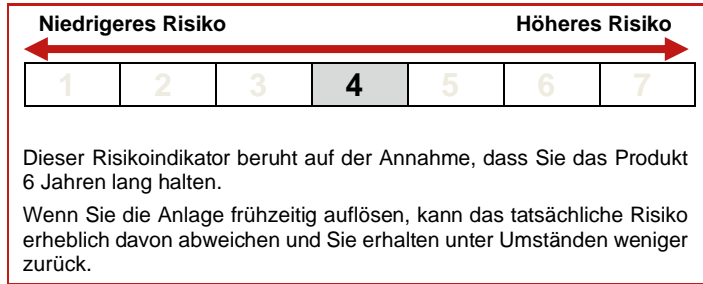 Niedrigeres Risiko Höheres Risiko
1 2 3 4 5 6 7
Dieser Risikoindikator beruht auf der Annahme, dass Sie das Produkt
6 Jahren lang halten.
Wenn Sie die Anlage frühzeitig auflösen, kann das tatsächliche Risiko
erheblich davon abweichen und Sie erhalten unter Umständen weniger
zurück.